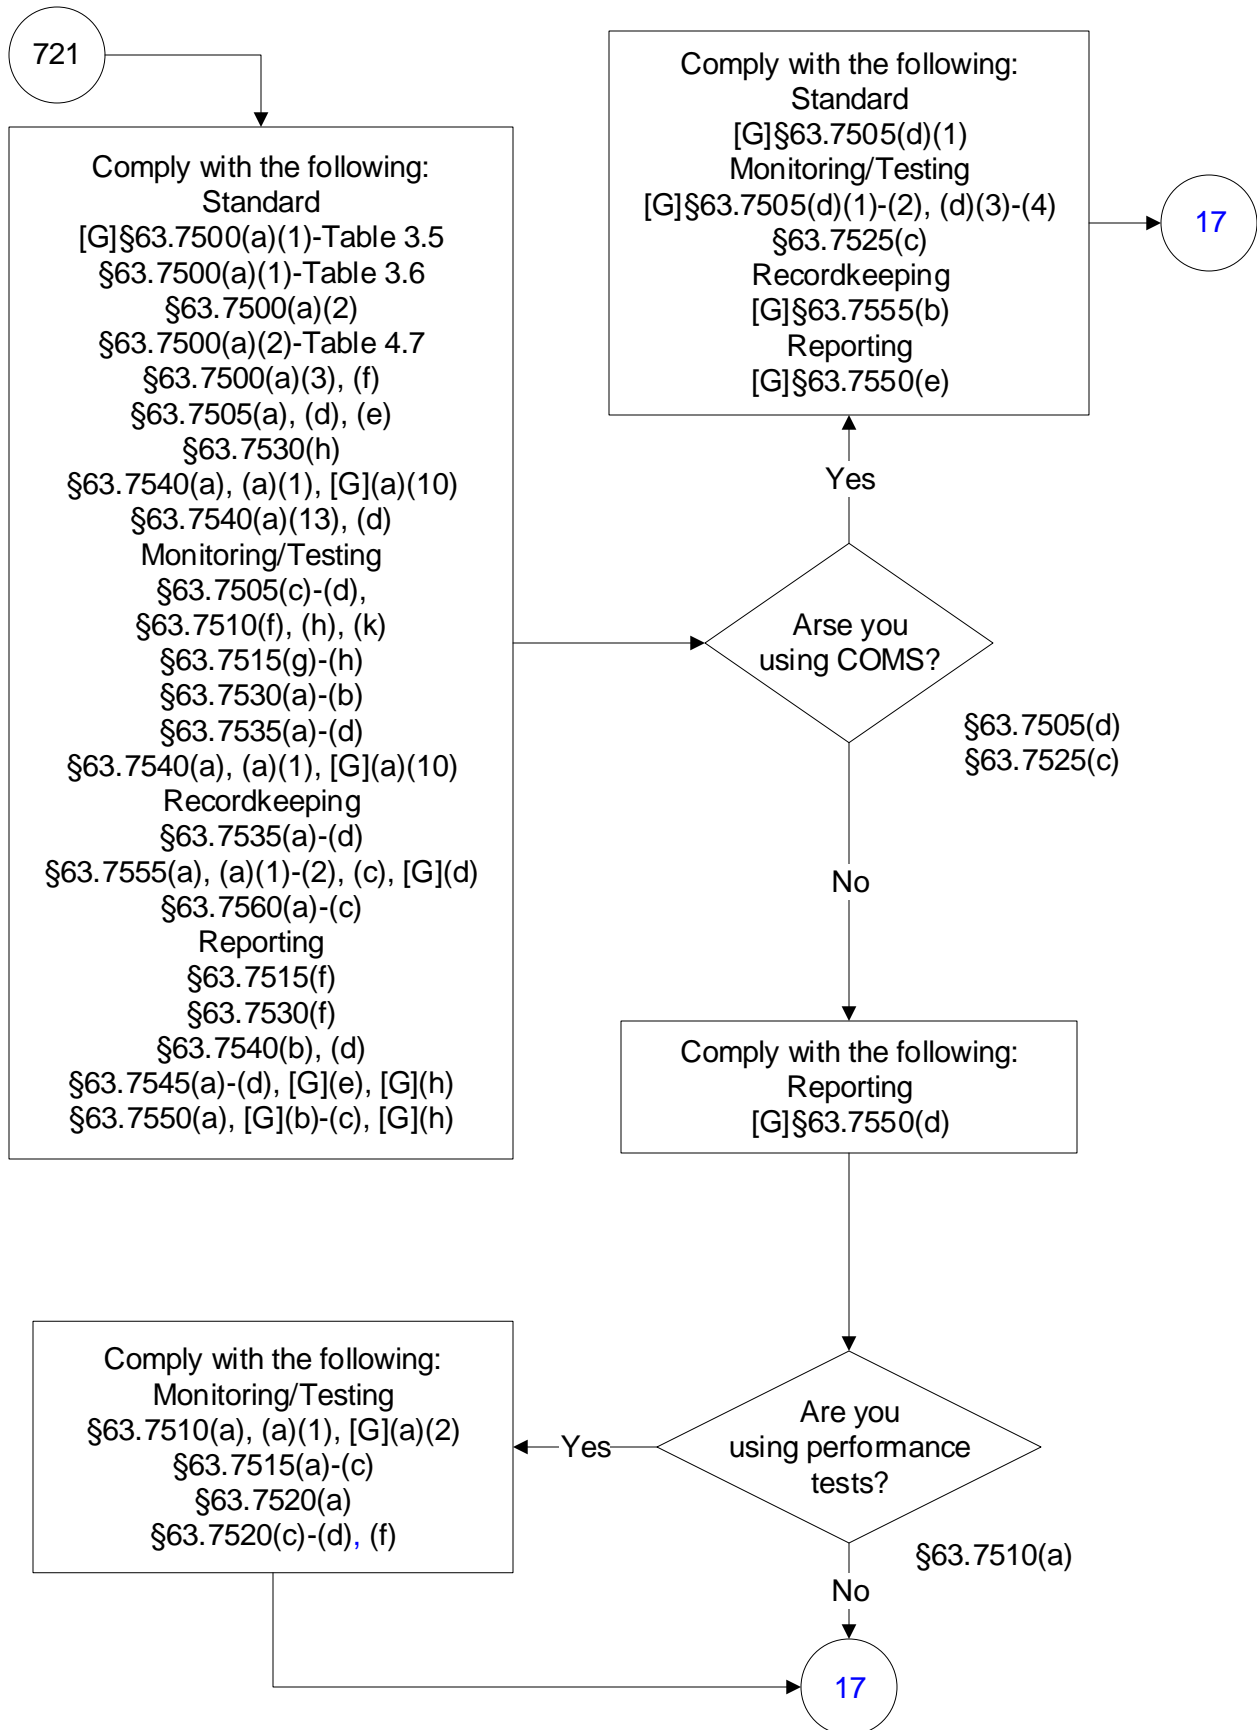 721
Comply with the following:
Standard
[G]§63.7500(a)(1)-Table 3.5
§63.7500(a)(1)-Table 3.6
§63.7500(a)(2)
§63.7500(a)(2)-Table 4.7
§63.7500(a)(3), (f)
§63.7505(a), (d), (e)
§63.7530(h)
§63.7540(a), (a)(1), [G](a)(10)
§63.7540(a)(13), (d)
Monitoring/Testing
§63.7505(c)-(d),
§63.7510(f), (h), (k)
§63.7515(g)-(h)
§63.7530(a)-(b)
§63.7535(a)-(d)
§63.7540(a), (a)(1), [G](a)(10)
Recordkeeping
§63.7535(a)-(d)
§63.7555(a), (a)(1)-(2), (c), [G](d)
§63.7560(a)-(c)
Reporting
§63.7515(f)
§63.7530(f)
§63.7540(b), (d)
§63.7545(a)-(d), [G](e), [G](h)
§63.7550(a), [G](b)-(c), [G](h)
Comply with the following:
Standard
[G]§63.7505(d)(1)
Monitoring/Testing
[G]§63.7505(d)(1)-(2), (d)(3)-(4)
§63.7525(c)
Recordkeeping
[G]§63.7555(b)
Reporting
[G]§63.7550(e)
17
Yes
Arse you
using COMS?
§63.7505(d)
§63.7525(c)
No
Comply with the following:
Reporting
[G]§63.7550(d)
Are you
using performance
tests?
§63.7510(a)
Yes
Comply with the following:
Monitoring/Testing
§63.7510(a), (a)(1), [G](a)(2)
§63.7515(a)-(c)
§63.7520(a)
§63.7520(c)-(d), (f)
No
17